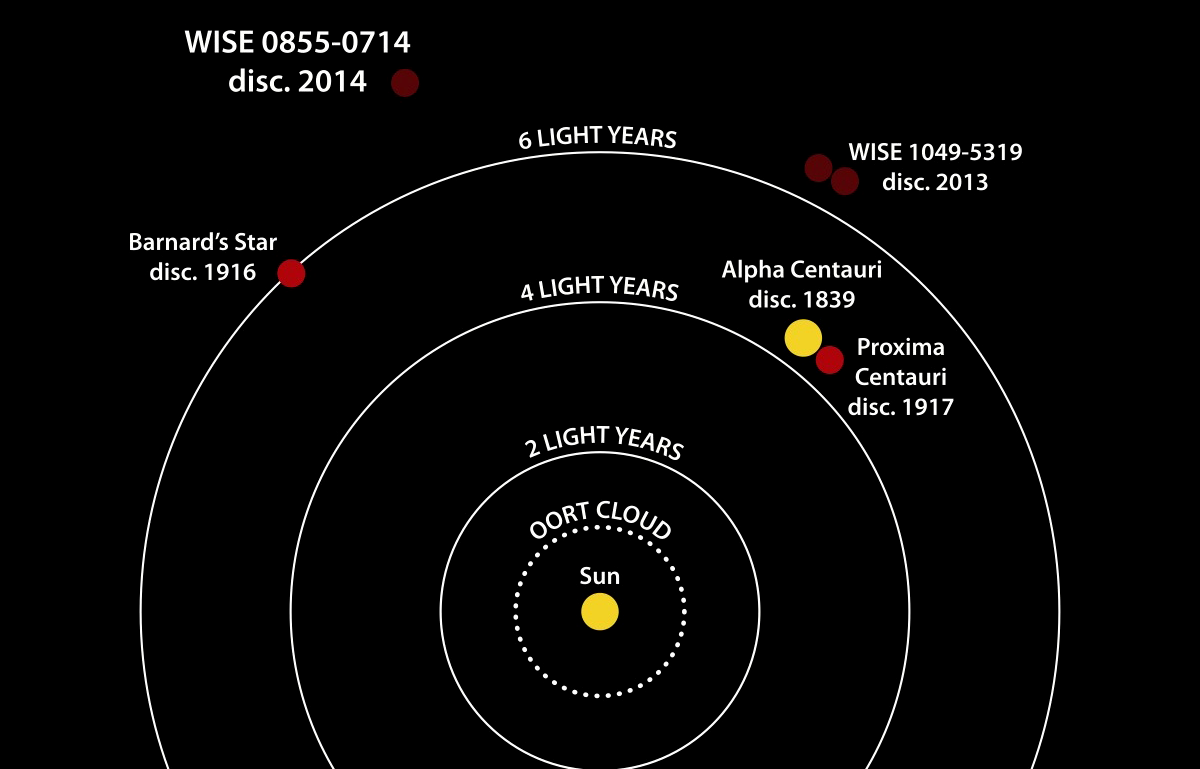 WISE 0855-0714
disc. 2014
6 LIGHT YEARS
WISE 1049-5319
disc. 2013
Barnard’s Star
disc. 1916
Alpha Centauri
disc. 1839
4 LIGHT YEARS
Proxima
Centauri
disc. 1917
2 LIGHT YEARS
OORT CLOUD
Sun